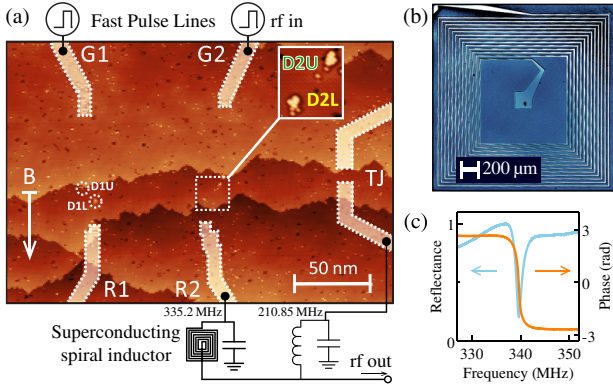 (a)
Fast Pulse Lines
rf in
G1
G2
D2U
D2L
TJ
B
D1U
D1L
50 nm
R1
R2
335.2 MHz
210.85 MHz
Superconducting
spiral inductor
rf out
(b)
200 μm
(c)
1
0
Reflectance
3
0
-3
Phase (rad)
330
340
350
Frequency (MHz)